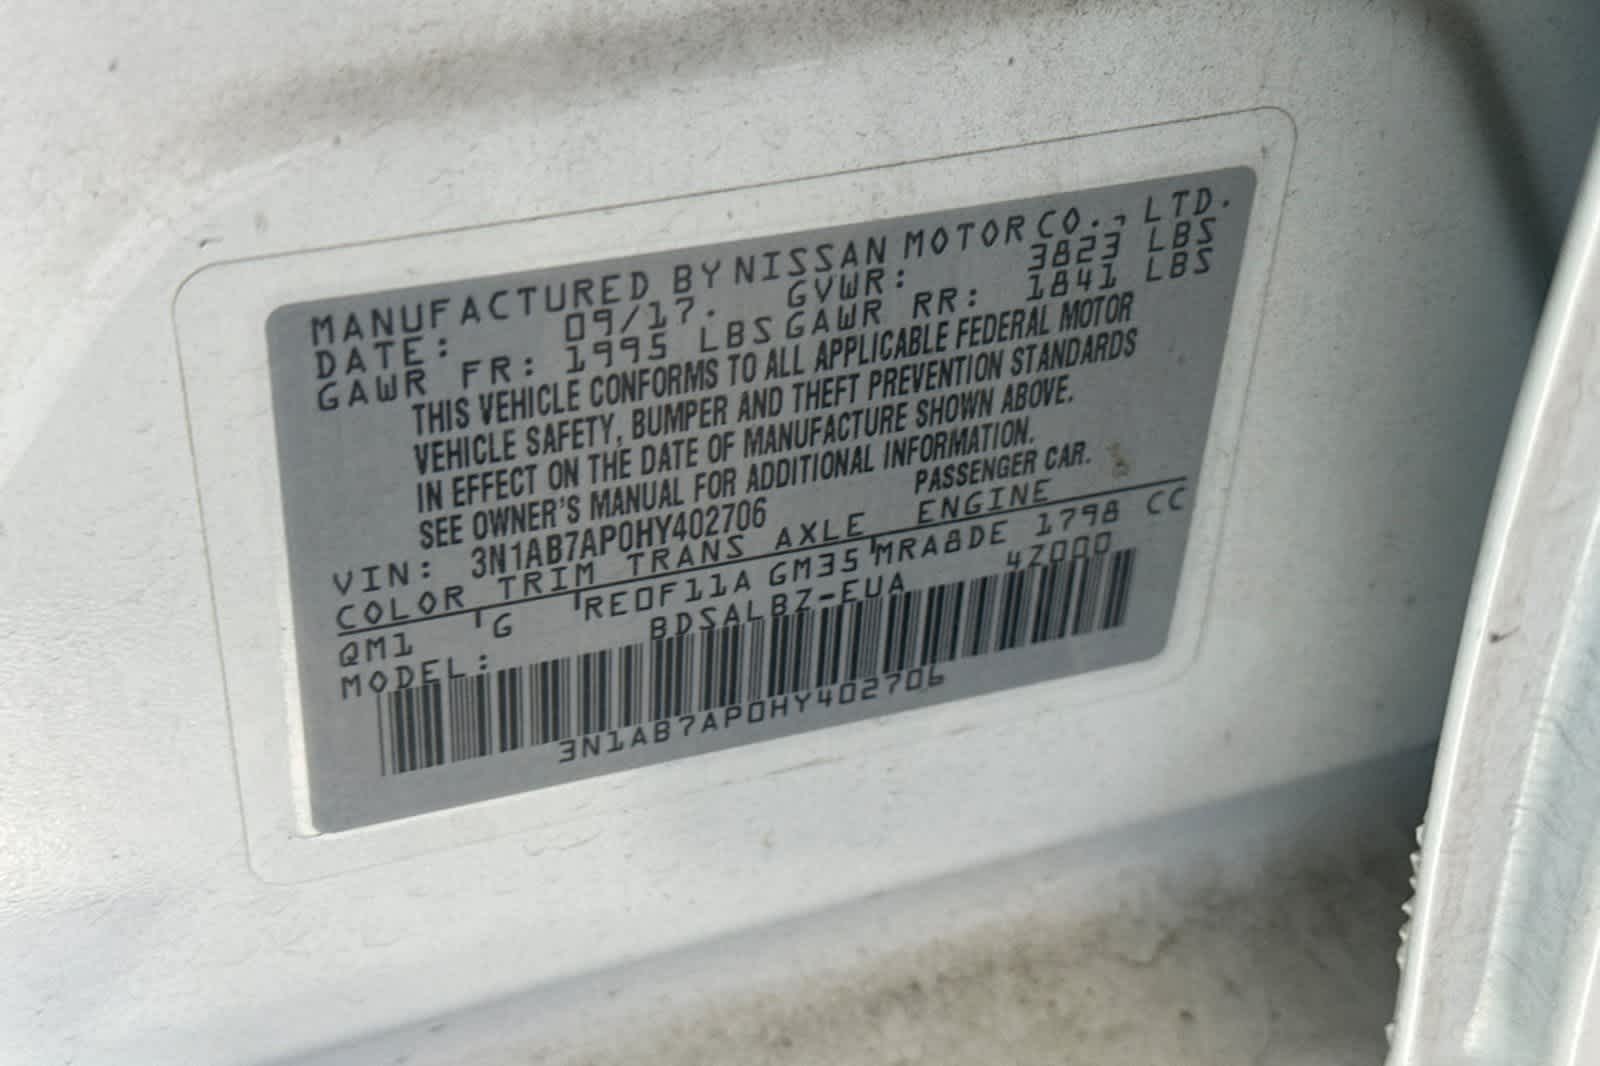 MANUFACTURED BY NISSAN MOTOR CO., LTD.
DATE: 09/17. GVWR: 3823 LBS
GAWR FR: 1995 LBS GAWR RR: 1841 LBS
THIS VEHICLE CONFORMS TO ALL APPLICABLE FEDERAL MOTOR
VEHICLE SAFETY, BUMPER AND THEFT PREVENTION STANDARDS
IN EFFECT ON THE DATE OF MANUFACTURE SHOWN ABOVE.
SEE OWNER'S MANUAL FOR ADDITIONAL INFORMATION.
VIN: 3N1AB7AP0HY402706 PASSENGER CAR.
COLOR TRIM TRANS AXLE ENGINE
QM1 G RE0F11A GM35 MRA8DE 1798 CC
MODEL: BDSALBZ-EUA 4Z000
3N1AB7AP0HY402706